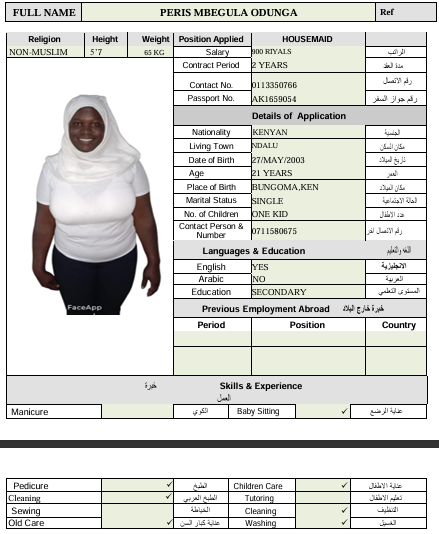 FULL NAME PERIS MBEGULA ODUNGA Ref
Religion Height Weight Position Applied HOUSEMAID
NON-MUSLIM 5'7 65 KG Salary 900 RIYALS الراتب
Contract Period 2 YEARS مدة العقد
Contact No. 0113350766 رقم الاتصال
Passport No. AK1659054 رقم جواز السفر
Details of Application
Nationality KENYAN الجنسية
Living Town NDALU مكان السكن
Date of Birth 27/MAY/2003 تاريخ الميلاد
Age 21 YEARS العمر
Place of Birth BUNGOMA,KEN مكان الميلاد
Marital Status SINGLE الحالة الاجتماعية
No. of Children ONE KID عدد الاطفال
Contact Person & Number 0711580675 رقم الاتصال اخر
Languages & Education اللغة والتعليم
English YES الانجليزية
Arabic NO العربية
Education SECONDARY المستوى التعلمي
FaceApp
Previous Employment Abroad خبرة خارج البلاد
Period Position Country
خبرة Skills & Experience
العمل
Manicure الكوي Baby Sitting ✓ عناية الرضع
Pedicure ✓ الطبخ Children Care ✓ عناية الاطفال
Cleaning ✓ الطبخ العربي Tutoring تعليم الاطفال
Sewing الخياطة Cleaning ✓ التنظيف
Old Care ✓ عناية كبار السن Washing ✓ الغسيل